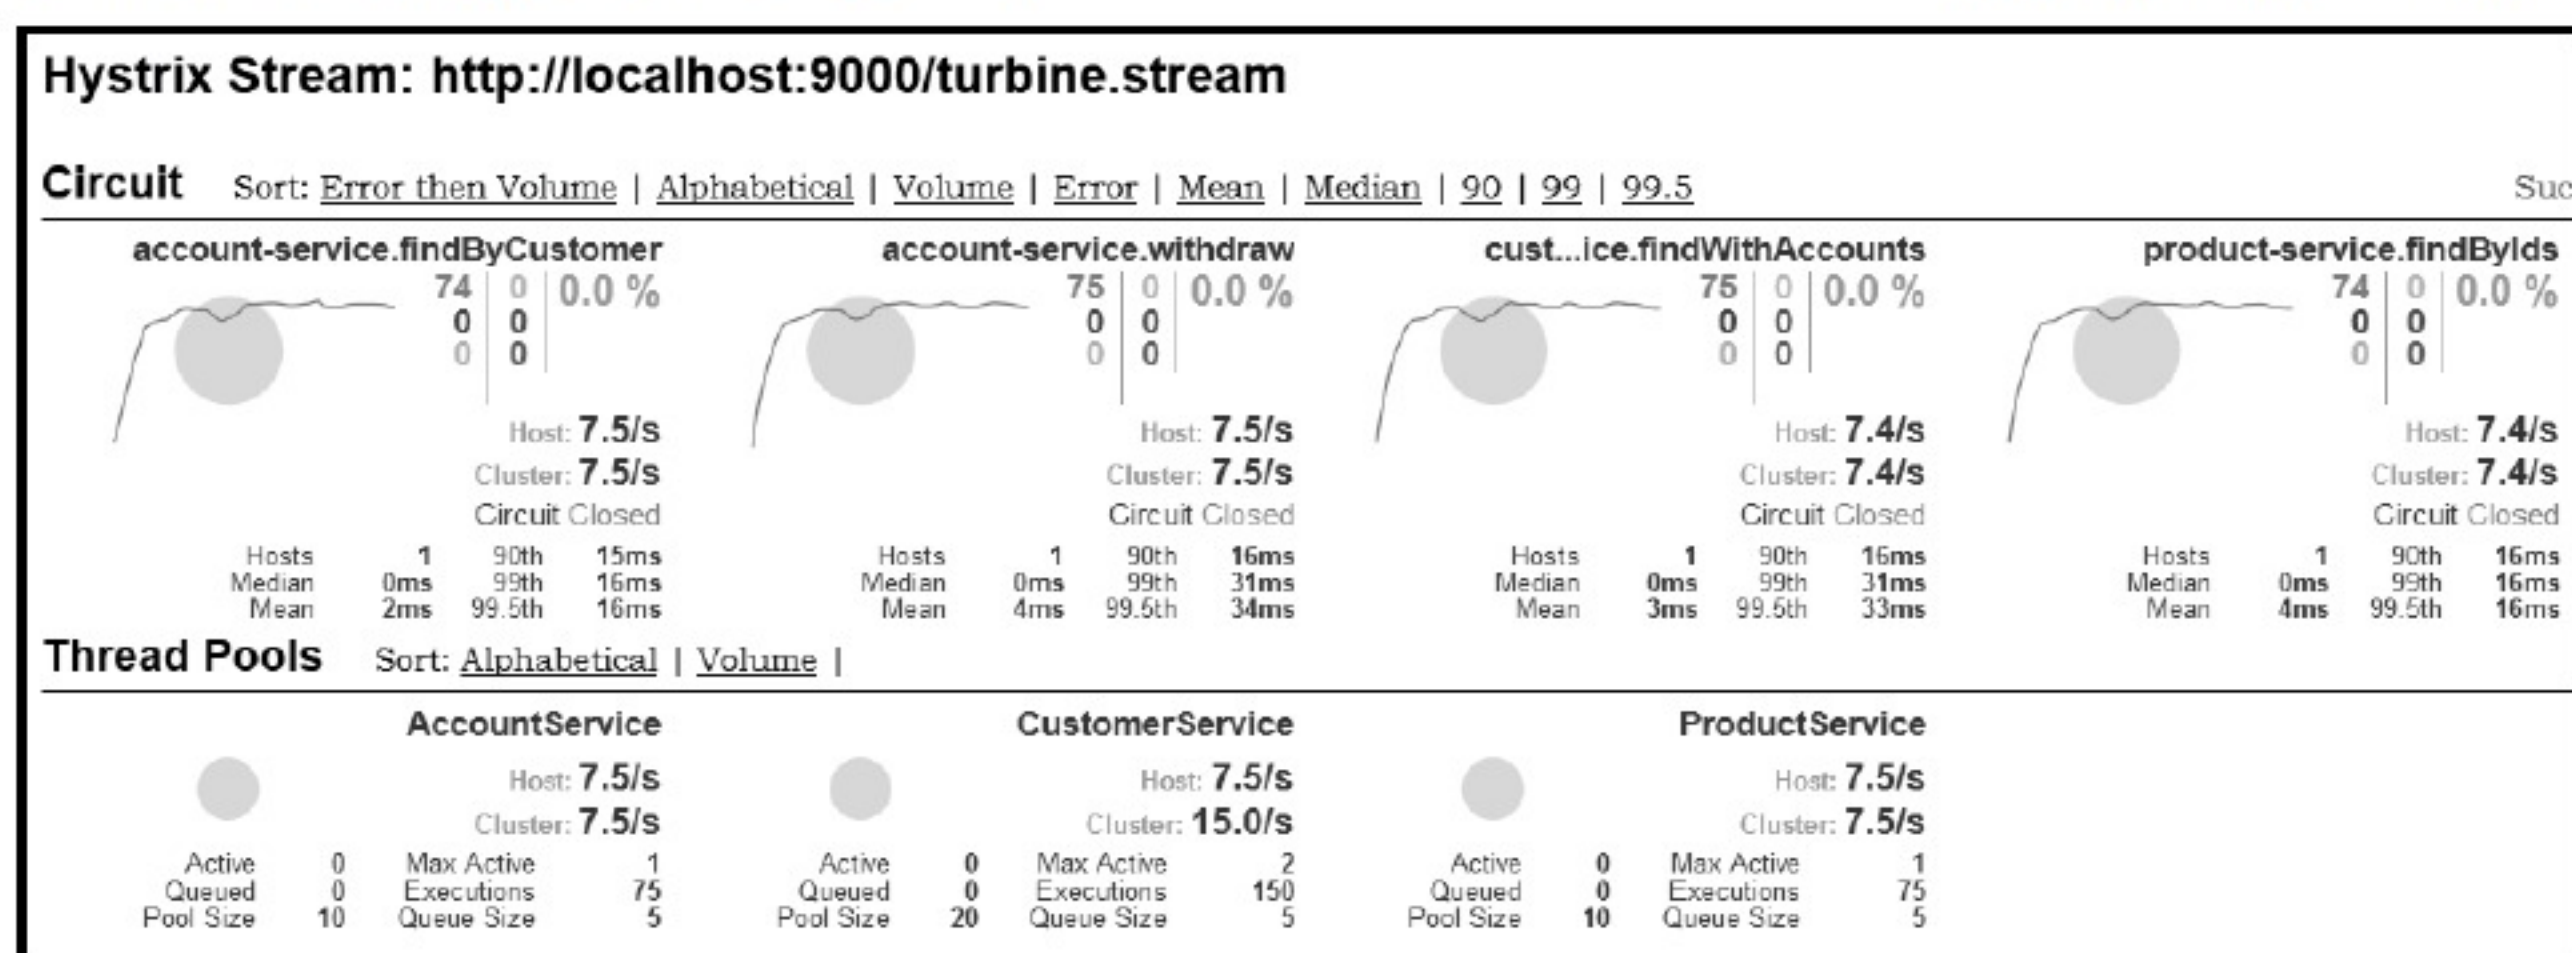 Hystrix Stream: http://localhost:9000/turbine.stream
Circuit Sort: Error then Volume | Alphabetical | Volume | Error | Mean | Median | 90 | 99 | 99.5 Suc
account-service.findByCustomer account-service.withdraw cust...ice.findWithAccounts product-service.findByIds
74 0 0.0 % 75 0 0.0 % 75 0 0.0 % 74 0 0.0 %
0 0 0 0 0 0 0 0
0 0 0 0 0 0 0 0
Host: 7.5/s Host: 7.5/s Host: 7.4/s Host: 7.4/s
Cluster: 7.5/s Cluster: 7.5/s Cluster: 7.4/s Cluster: 7.4/s
Circuit Closed Circuit Closed Circuit Closed Circuit Closed
Hosts 1 90th 15ms Hosts 1 90th 16ms Hosts 1 90th 16ms Hosts 1 90th 16ms
Median 0ms 99th 16ms Median 0ms 99th 31ms Median 0ms 99th 31ms Median 0ms 99th 16ms
Mean 2ms 99.5th 16ms Mean 4ms 99.5th 34ms Mean 3ms 99.5th 33ms Mean 4ms 99.5th 16ms
Thread Pools Sort: Alphabetical | Volume |
AccountService CustomerService ProductService
Host: 7.5/s Host: 7.5/s Host: 7.5/s
Cluster: 7.5/s Cluster: 15.0/s Cluster: 7.5/s
Active 0 Max Active 1 Active 0 Max Active 2 Active 0 Max Active 1
Queued 0 Executions 75 Queued 0 Executions 150 Queued 0 Executions 75
Pool Size 10 Queue Size 5 Pool Size 20 Queue Size 5 Pool Size 10 Queue Size 5